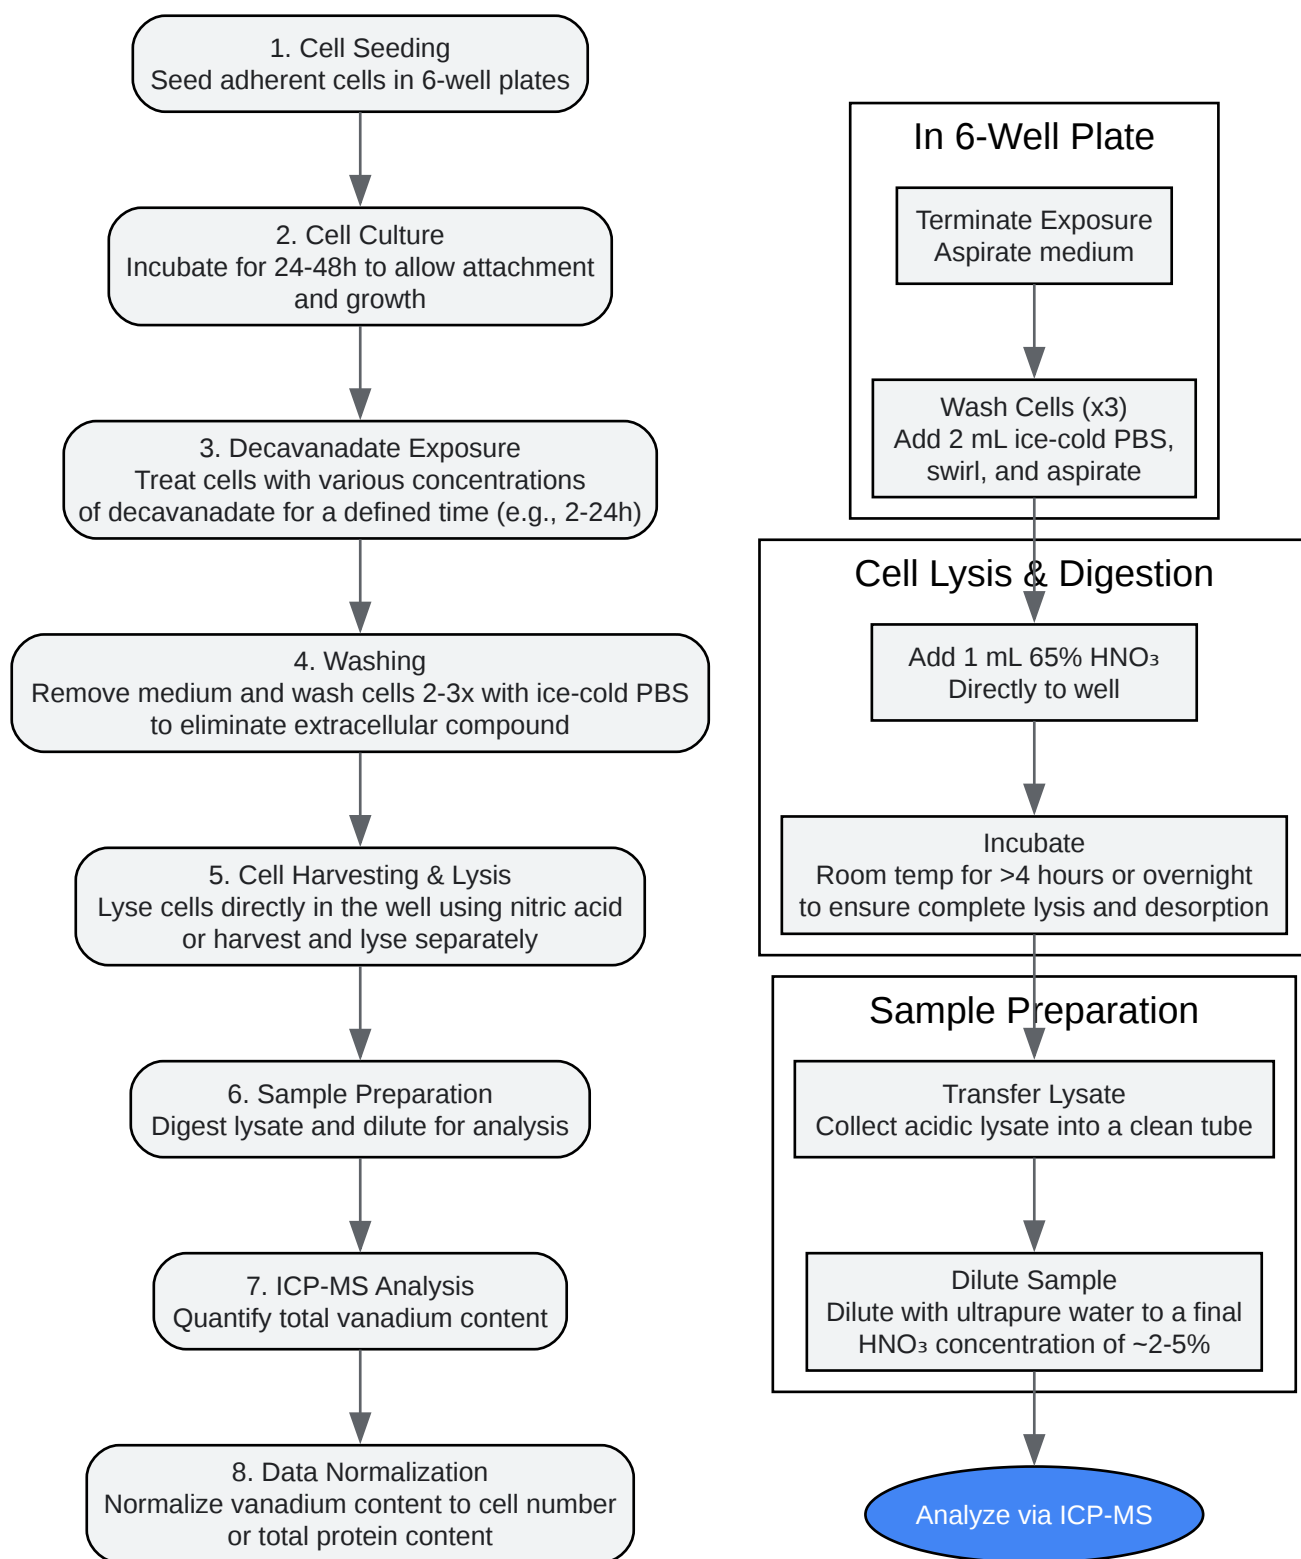 1. Cell Seeding
Seed adherent cells in 6-well plates
2. Cell Culture
Incubate for 24-48h to allow attachment
and growth
3. Decavanadate Exposure
Treat cells with various concentrations
of decavanadate for a defined time (e.g., 2-24h)
4. Washing
Remove medium and wash cells 2-3x with ice-cold PBS
to eliminate extracellular compound
5. Cell Harvesting & Lysis
Lyse cells directly in the well using nitric acid
or harvest and lyse separately
6. Sample Preparation
Digest lysate and dilute for analysis
7. ICP-MS Analysis
Quantify total vanadium content
8. Data Normalization
Normalize vanadium content to cell number
or total protein content
In 6-Well Plate
Terminate Exposure
Aspirate medium
Wash Cells (x3)
Add 2 mL ice-cold PBS,
swirl, and aspirate
Cell Lysis & Digestion
Add 1 mL 65% HNO₃
Directly to well
Incubate
Room temp for >4 hours or overnight
to ensure complete lysis and desorption
Sample Preparation
Transfer Lysate
Collect acidic lysate into a clean tube
Dilute Sample
Dilute with ultrapure water to a final
HNO₃ concentration of ~2-5%
Analyze via ICP-MS